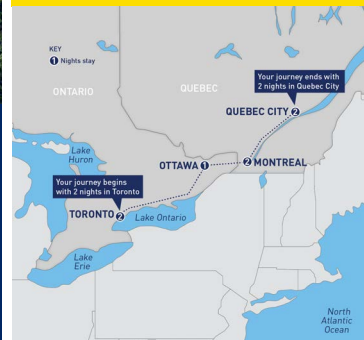 KEY
1 Nights stay
ONTARIO
QUEBEC
Your journey ends with
2 nights in Quebec City
QUEBEC CITY 2
Lake
Huron
OTTAWA 1
2 MONTREAL
Your journey begins
with 2 nights in Toronto
TORONTO 2
Lake Ontario
Lake
Erie
North
Atlantic
Ocean